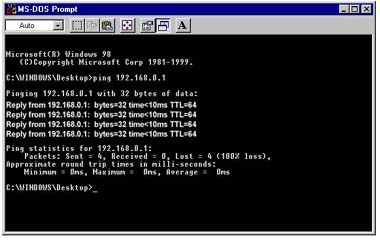 MS-DOS Prompt
Auto
A
Microsoft(R) Windows 98
(C)Copyright Microsoft Corp 1981-1999.
C:\WINDOWS\Desktop>ping 192.168.0.1
Pinging 192.168.0.1 with 32 bytes of data:
Reply from 192.168.0.1: bytes=32 time<10ms TTL=64
Reply from 192.168.0.1: bytes=32 time<10ms TTL=64
Reply from 192.168.0.1: bytes=32 time<10ms TTL=64
Reply from 192.168.0.1: bytes=32 time<10ms TTL=64
Ping statistics for 192.168.0.1:
Packets: Sent = 4, Received = 0, Lost = 4 (100% loss),
Approximate round trip times in milli-seconds:
Minimum = 0ms, Maximum = 0ms, Average = 0ms
C:\WINDOWS\Desktop>_